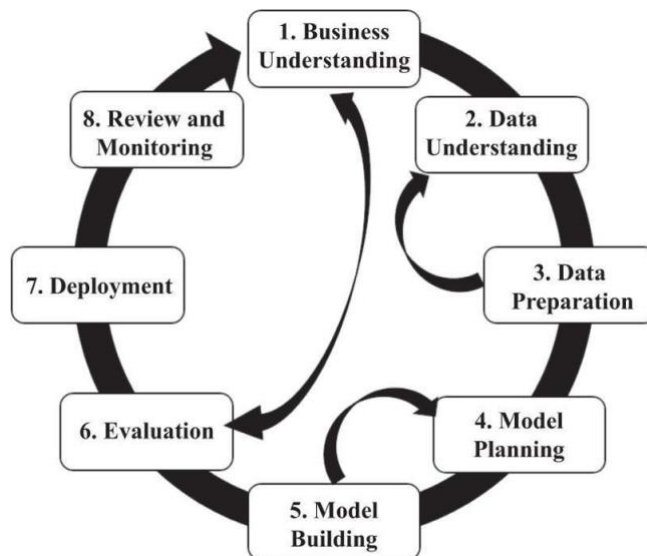 1. Business
Understanding
2. Data
Understanding
3. Data
Preparation
4. Model
Planning
5. Model
Building
6. Evaluation
7. Deployment
8. Review and
Monitoring